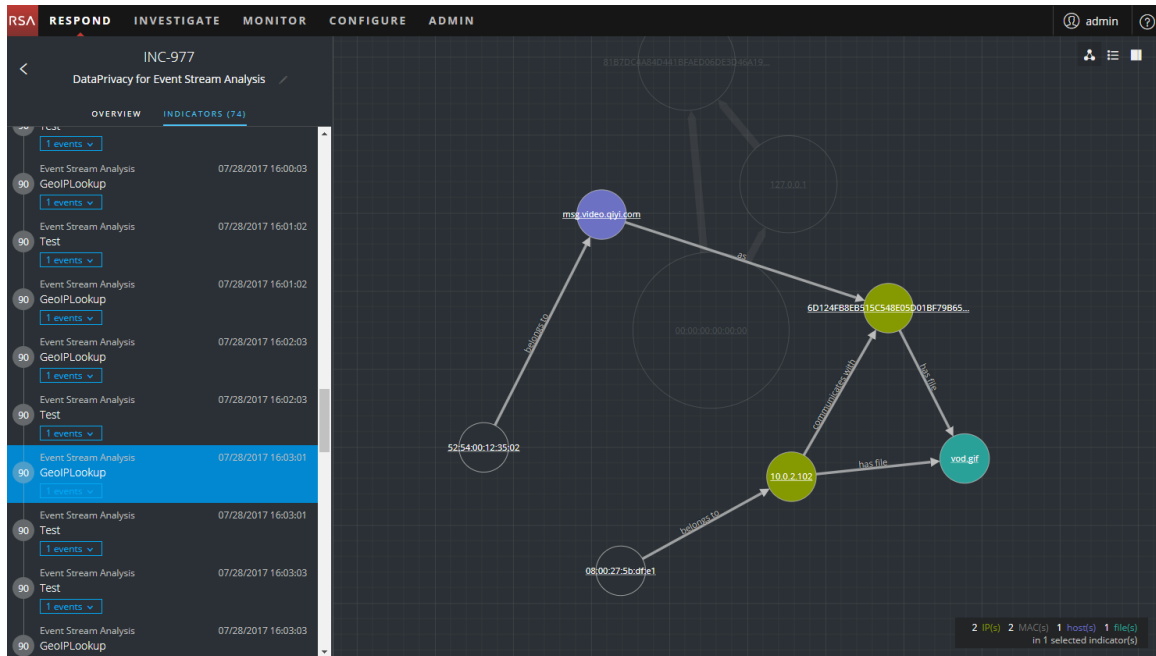 RSA RESPOND INVESTIGATE MONITOR CONFIGURE ADMIN admin ?
INC-977
DataPrivacy for Event Stream Analysis
OVERVIEW INDICATORS (74)
90 Test
1 events
Event Stream Analysis 07/28/2017 16:00:03
90 GeoIPLookup
1 events
Event Stream Analysis 07/28/2017 16:01:02
90 Test
1 events
Event Stream Analysis 07/28/2017 16:01:02
90 GeoIPLookup
1 events
Event Stream Analysis 07/28/2017 16:02:03
90 GeoIPLookup
1 events
Event Stream Analysis 07/28/2017 16:02:03
90 Test
1 events
Event Stream Analysis 07/28/2017 16:03:01
90 GeoIPLookup
1 events
Event Stream Analysis 07/28/2017 16:03:01
90 Test
1 events
Event Stream Analysis 07/28/2017 16:03:03
90 Test
1 events
Event Stream Analysis 07/28/2017 16:03:03
90 GeoIPLookup
127.0.0.1
msg.video.qiyi.com
as
6D124FB8EB515C548E05D01BF79B65...
00:00:00:00:00:00
belongs to
communicates with
has file
52:54:00:12:35:02
has file
vod.gif
10.0.2.102
belongs to
08:00:27:5b:df:e1
2 IP(s) 2 MAC(s) 1 host(s) 1 file(s)
in 1 selected indicator(s)